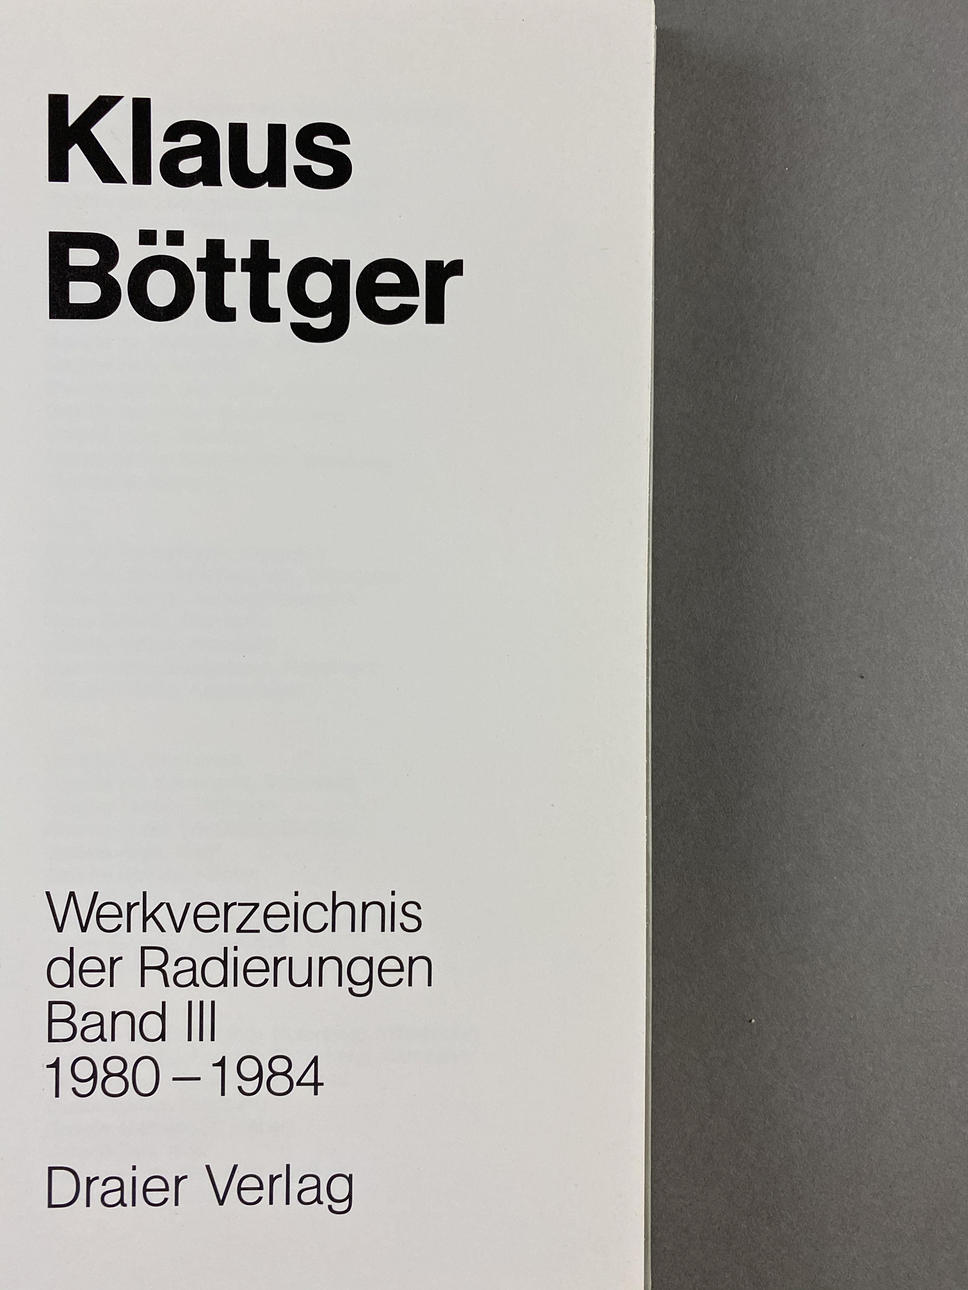 Klaus
Böttger
Werkverzeichnis
der Radierungen
Band III
1980 – 1984
Draier Verlag